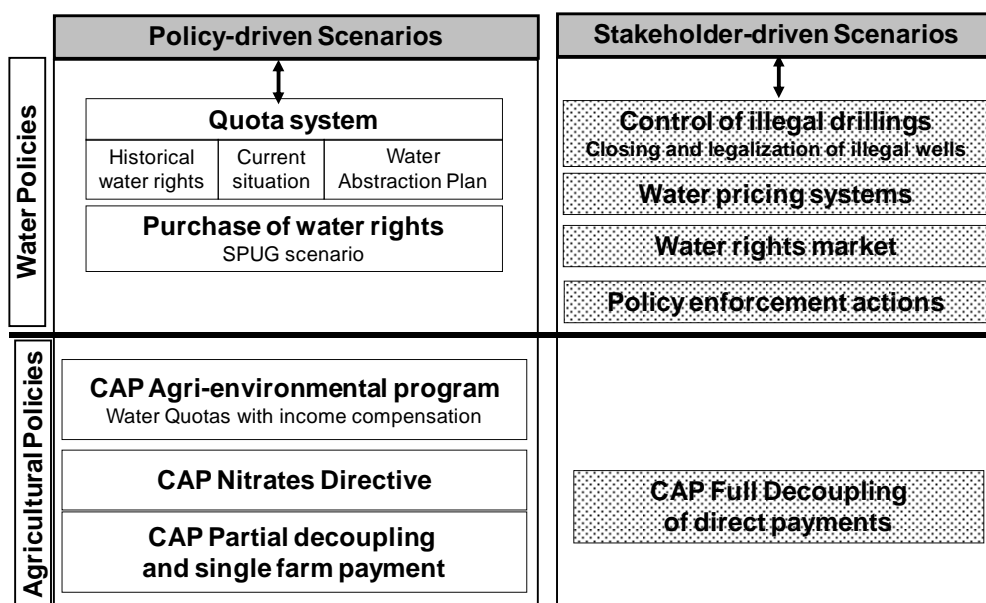 Policy-driven Scenarios
Stakeholder-driven Scenarios
Water Policies
Quota system
Historical
water rights
Current
situation
Water
Abstraction Plan
Purchase of water rights
SPUG scenario
Control of illegal drillings
Closing and legalization of illegal wells
Water pricing systems
Water rights market
Policy enforcement actions
Agricultural Policies
CAP Agri-environmental program
Water Quotas with income compensation
CAP Nitrates Directive
CAP Partial decoupling
and single farm payment
CAP Full Decoupling
of direct payments